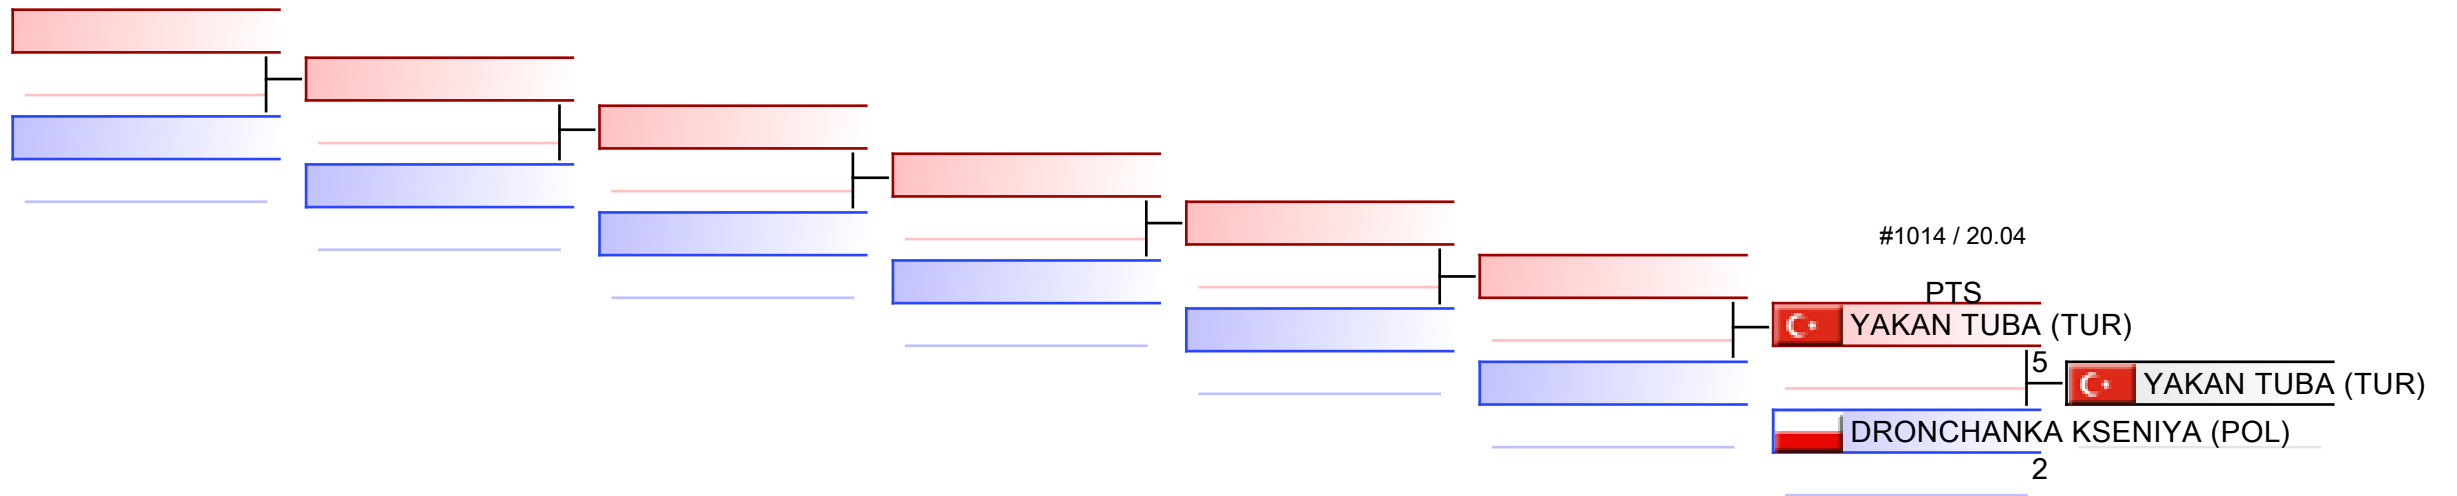 #1014 / 20.04
PTS
YAKAN TUBA (TUR)
5
YAKAN TUBA (TUR)
DRONCHANKA KSENIYA (POL)
2